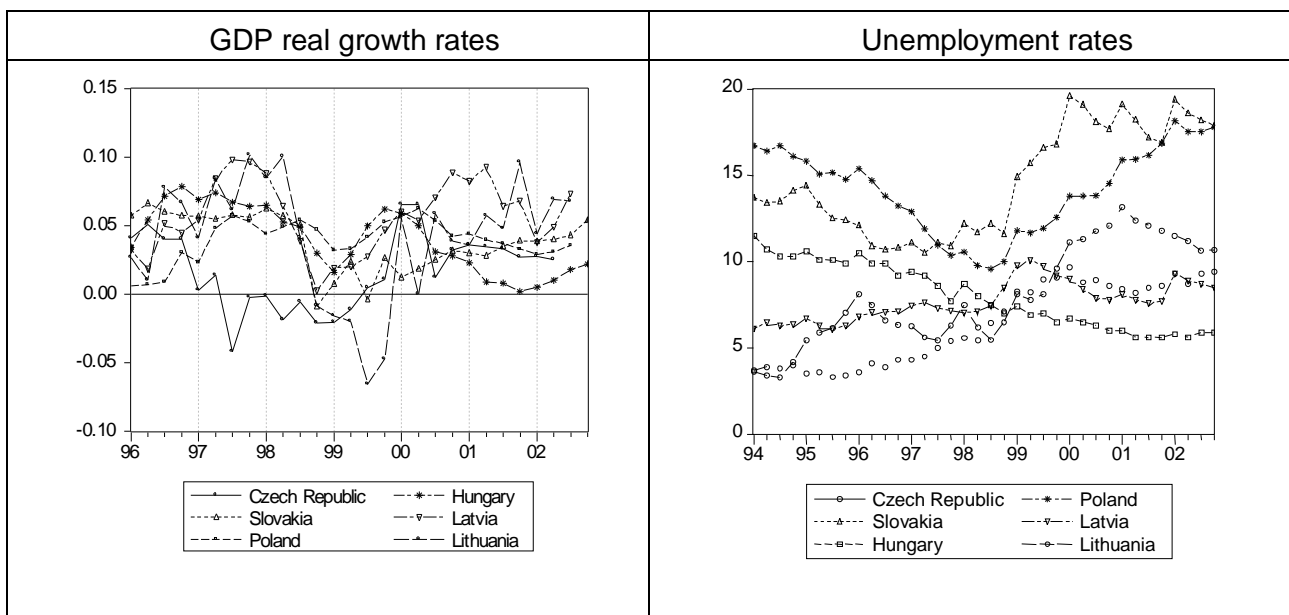 GDP real growth rates
Unemployment rates
0.15
0.10
0.05
0.00
-0.05
-0.10
96 97 98 99 00 01 02
Czech Republic Hungary
Slovakia Latvia
Poland Lithuania
20
15
10
5
0
94 95 96 97 98 99 00 01 02
Czech Republic Poland
Slovakia Latvia
Hungary Lithuania